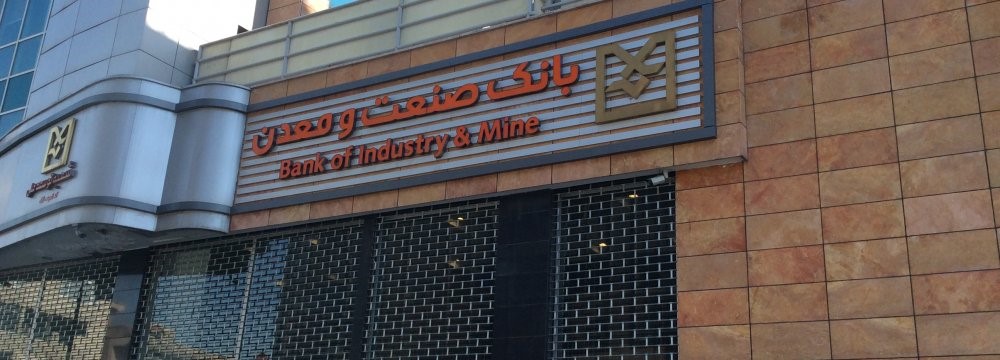 بانک صنعت و معدن
Bank of Industry & Mine